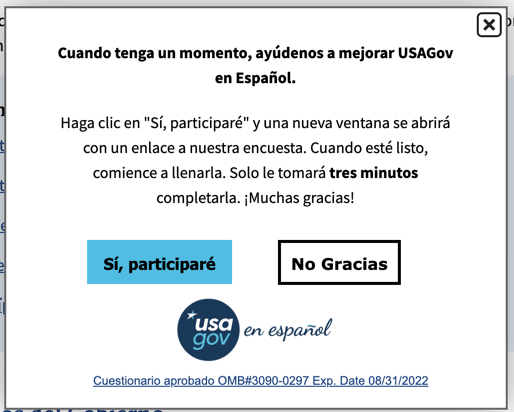 Cuando tenga un momento, ayúdenos a mejorar USAGov
en Español.
Haga clic en "Sí, participaré" y una nueva ventana se abrirá
con un enlace a nuestra encuesta. Cuando esté listo,
comience a llenarla. Solo le tomará tres minutos
completarla. ¡Muchas gracias!
Sí, participaré
No Gracias
usa
gov
en español
Cuestionario aprobado OMB#3090-0297 Exp. Date 08/31/2022